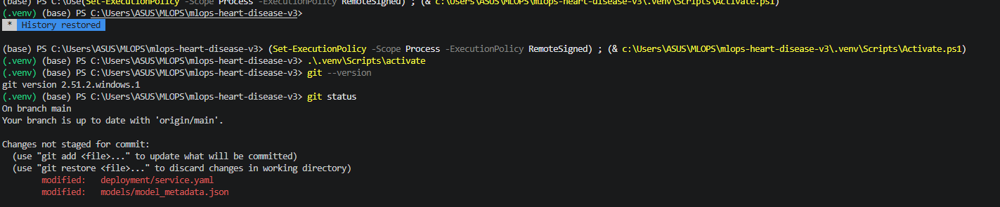 (base) PS C:\Use(Set-ExecutionPolicy -Scope Process -ExecutionPolicy RemoteSigned) ; (& c:\Users\ASUS\MLOPS\mlops-heart-disease-v3\.venv\Scripts\Activate.ps1)
(.venv) (base) PS C:\Users\ASUS\MLOPS\mlops-heart-disease-v3>
* History restored
(base) PS C:\Users\ASUS\MLOPS\mlops-heart-disease-v3> (Set-ExecutionPolicy -Scope Process -ExecutionPolicy RemoteSigned) ; (& c:\Users\ASUS\MLOPS\mlops-heart-disease-v3\.venv\Scripts\Activate.ps1)
(.venv) (base) PS C:\Users\ASUS\MLOPS\mlops-heart-disease-v3> .\.venv\Scripts\activate
(.venv) (base) PS C:\Users\ASUS\MLOPS\mlops-heart-disease-v3> git --version
git version 2.51.2.windows.1
(.venv) (base) PS C:\Users\ASUS\MLOPS\mlops-heart-disease-v3> git status
On branch main
Your branch is up to date with 'origin/main'.
Changes not staged for commit:
(use "git add <file>..." to update what will be committed)
(use "git restore <file>..." to discard changes in working directory)
modified: deployment/service.yaml
modified: models/model_metadata.json